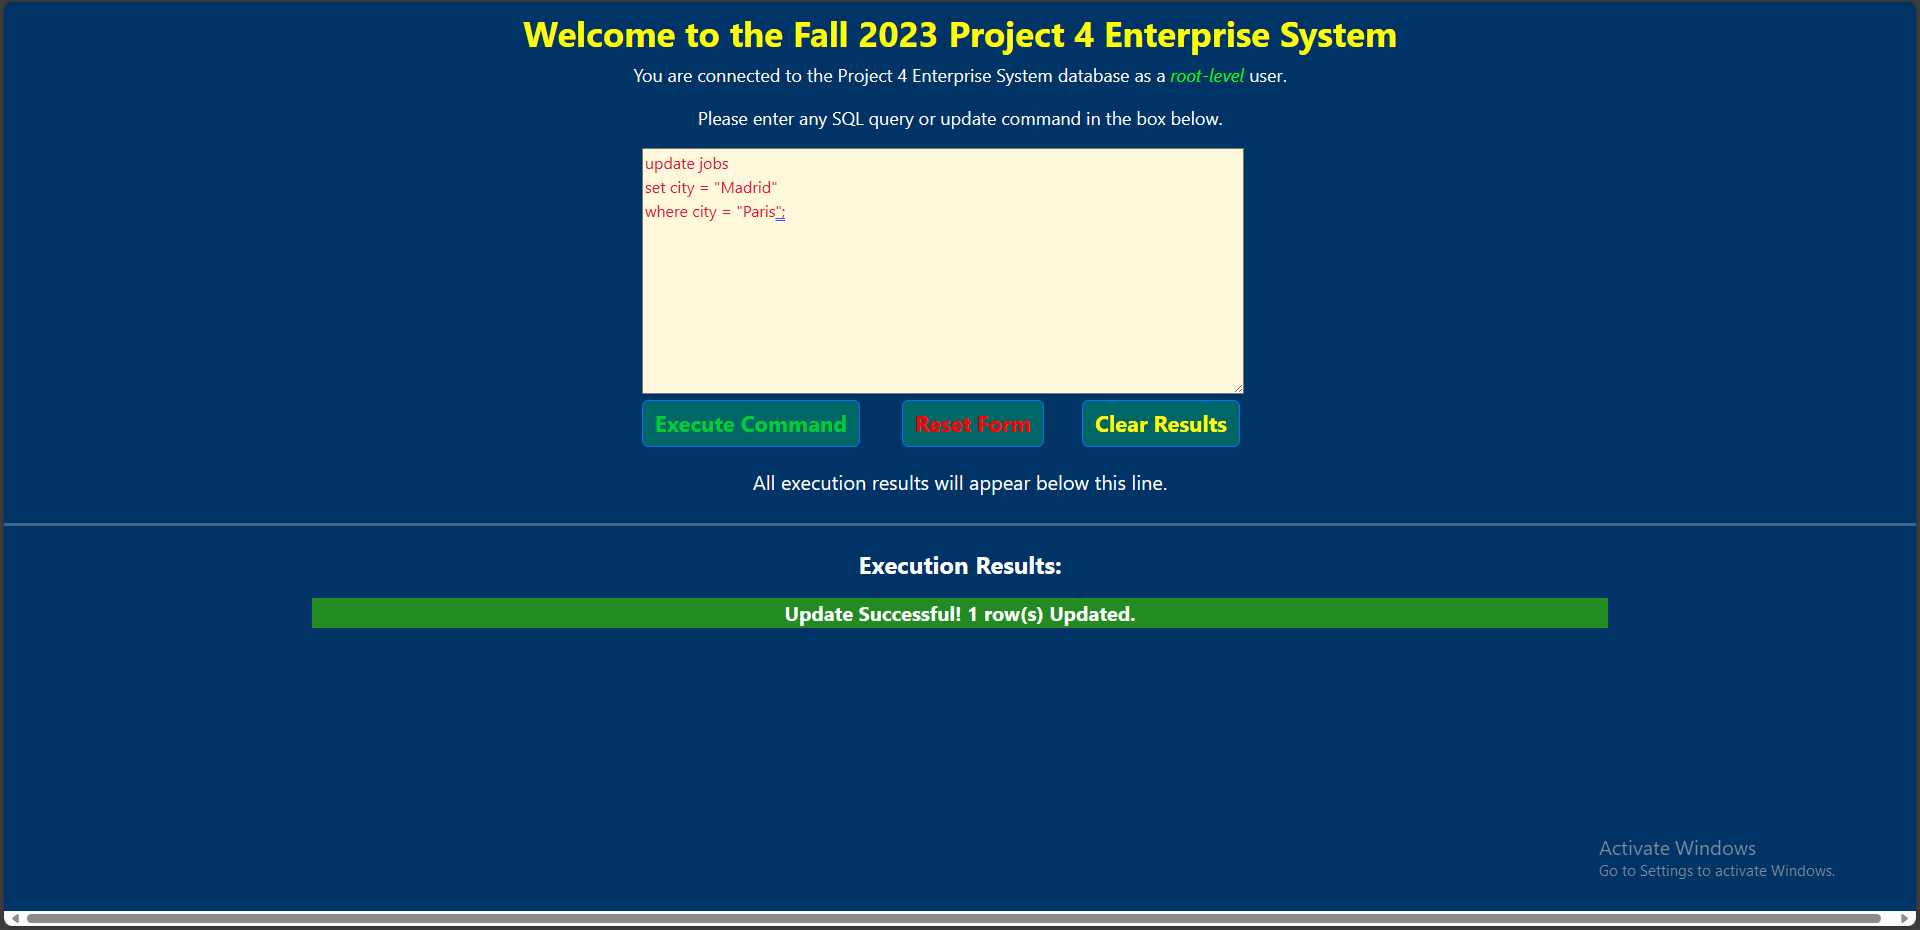 Welcome to the Fall 2023 Project 4 Enterprise System
You are connected to the Project 4 Enterprise System database as a root-level user.
Please enter any SQL query or update command in the box below.
update jobs
set city = "Madrid"
where city = "Paris";
Execute Command
Reset Form
Clear Results
All execution results will appear below this line.
Execution Results:
Update Successful! 1 row(s) Updated.
Activate Windows
Go to Settings to activate Windows.